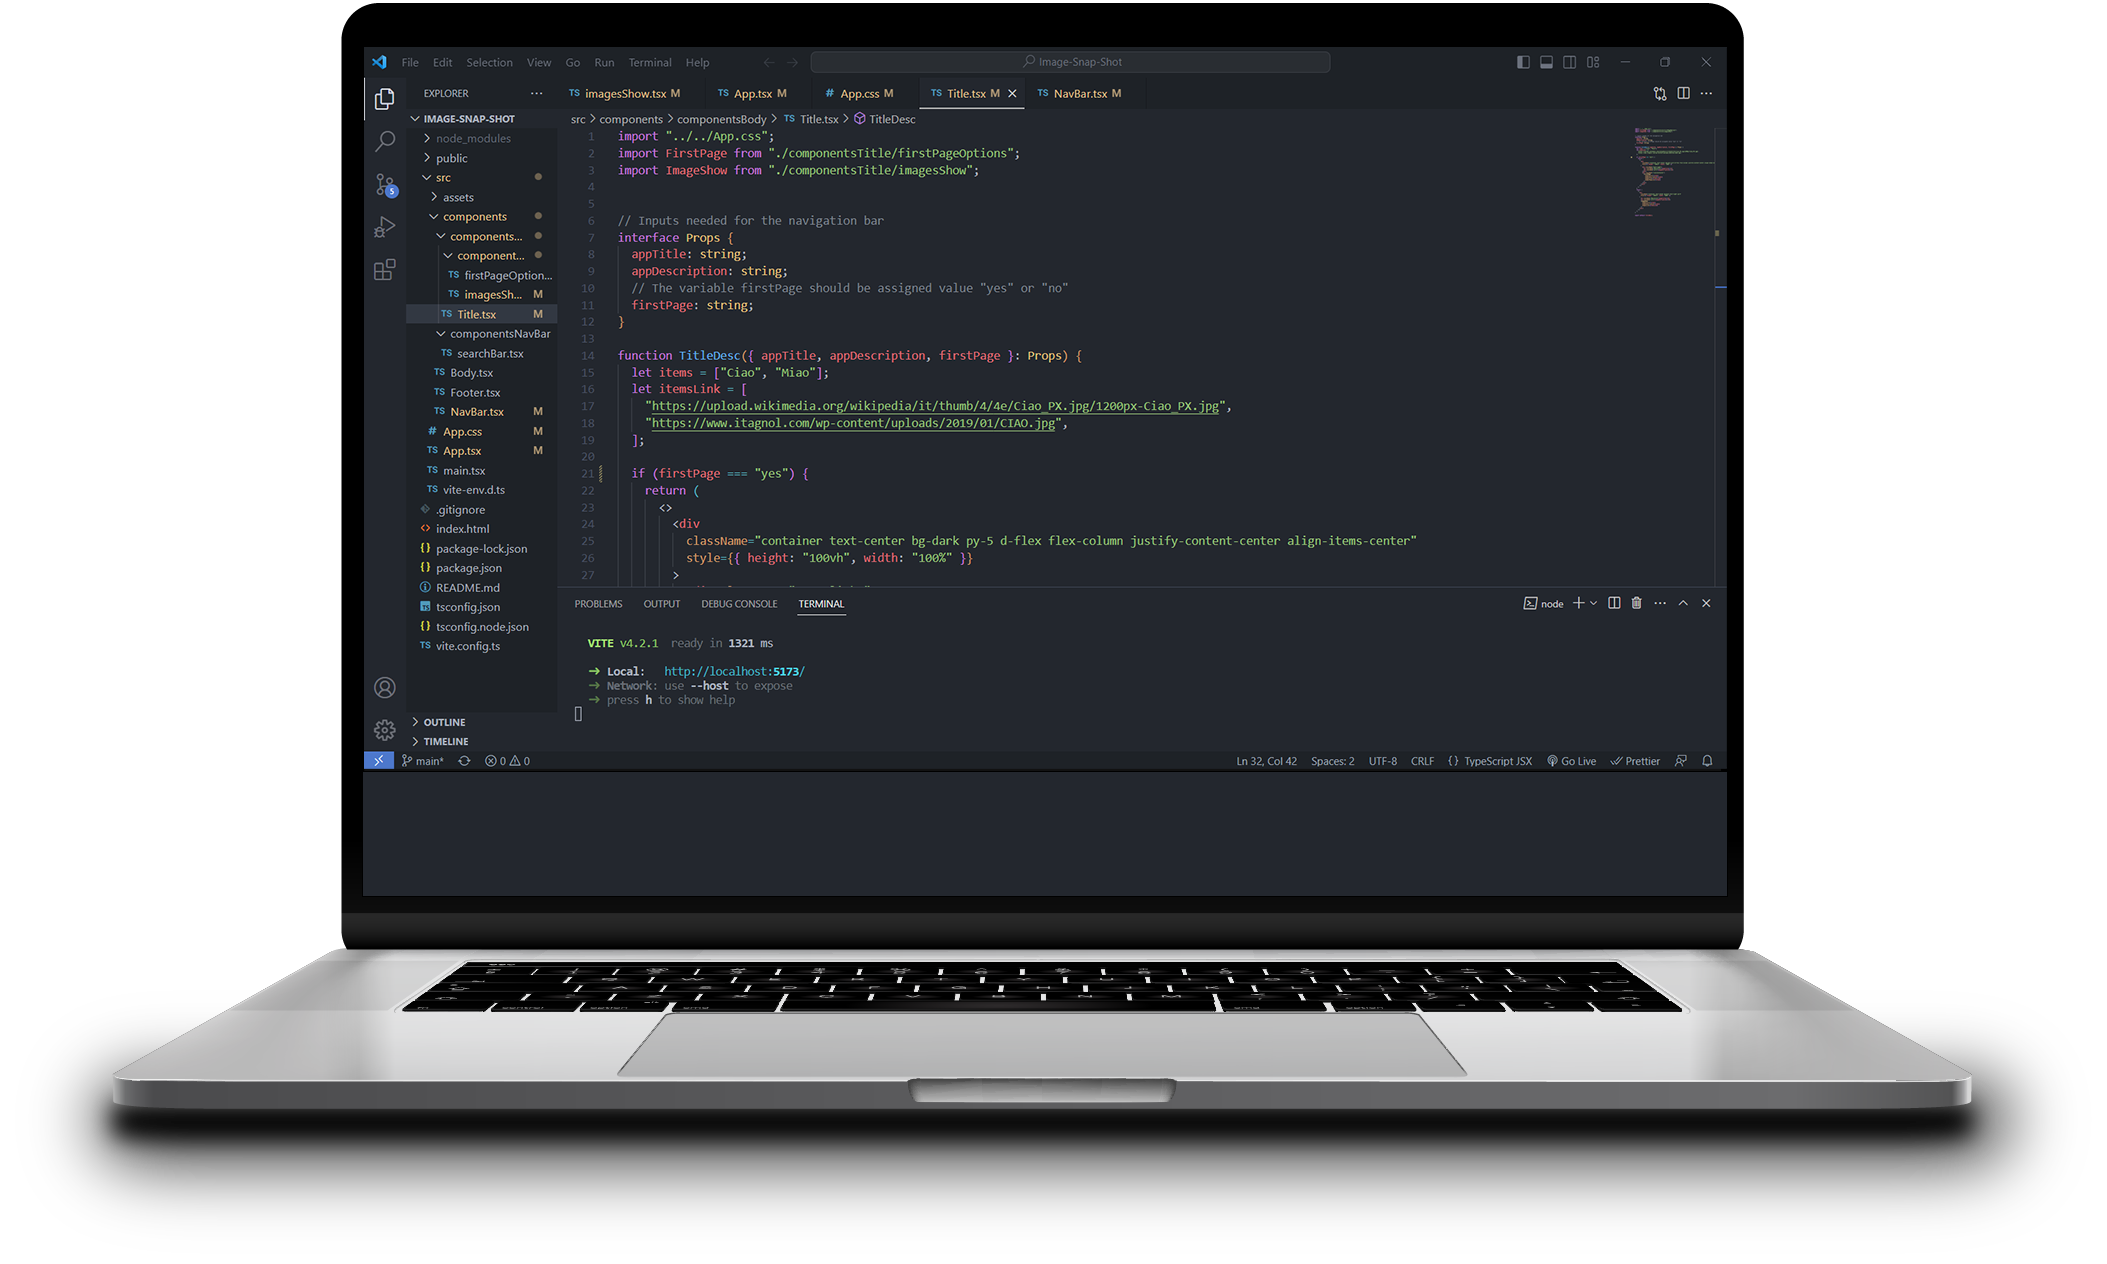 File Edit Selection View Go Run Terminal Help
Image-Snap-Shot
EXPLORER ···
IMAGE-SNAP-SHOT
node_modules
public
src
assets
components
components...
component...
TS firstPageOption...
TS imagesSh... M
TS Title.tsx M
componentsNavBar
TS searchBar.tsx
TS Body.tsx
TS Footer.tsx
TS NavBar.tsx M
# App.css M
TS App.tsx M
TS main.tsx
TS vite-env.d.ts
.gitignore
<> index.html
{} package-lock.json
{} package.json
README.md
TS tsconfig.json
{} tsconfig.node.json
TS vite.config.ts
OUTLINE
TIMELINE
5
TS imagesShow.tsx M TS App.tsx M # App.css M TS Title.tsx M TS NavBar.tsx M
src > components > componentsBody > TS Title.tsx > TitleDesc
1 import "../../App.css";
2 import FirstPage from "./componentsTitle/firstPageOptions";
3 import ImageShow from "./componentsTitle/imagesShow";
4
5
6 // Inputs needed for the navigation bar
7 interface Props {
8 appTitle: string;
9 appDescription: string;
10 // The variable firstPage should be assigned value "yes" or "no"
11 firstPage: string;
12 }
13
14 function TitleDesc({ appTitle, appDescription, firstPage }: Props) {
15 let items = ["Ciao", "Miao"];
16 let itemsLink = [
17 "https://upload.wikimedia.org/wikipedia/it/thumb/4/4e/Ciao_PX.jpg/1200px-Ciao_PX.jpg",
18 "https://www.itagnol.com/wp-content/uploads/2019/01/CIAO.jpg",
19 ];
20
21 if (firstPage === "yes") {
22 return (
23 <>
24 <div
25 className="container text-center bg-dark py-5 d-flex flex-column justify-content-center align-items-center"
26 style={{ height: "100vh", width: "100%" }}
27 >
PROBLEMS OUTPUT DEBUG CONSOLE TERMINAL
node
VITE v4.2.1 ready in 1321 ms
➜ Local: http://localhost:5173/
➜ Network: use --host to expose
➜ press h to show help
main* 0 0
Ln 32, Col 42 Spaces: 2 UTF-8 CRLF {} TypeScript JSX Go Live Prettier